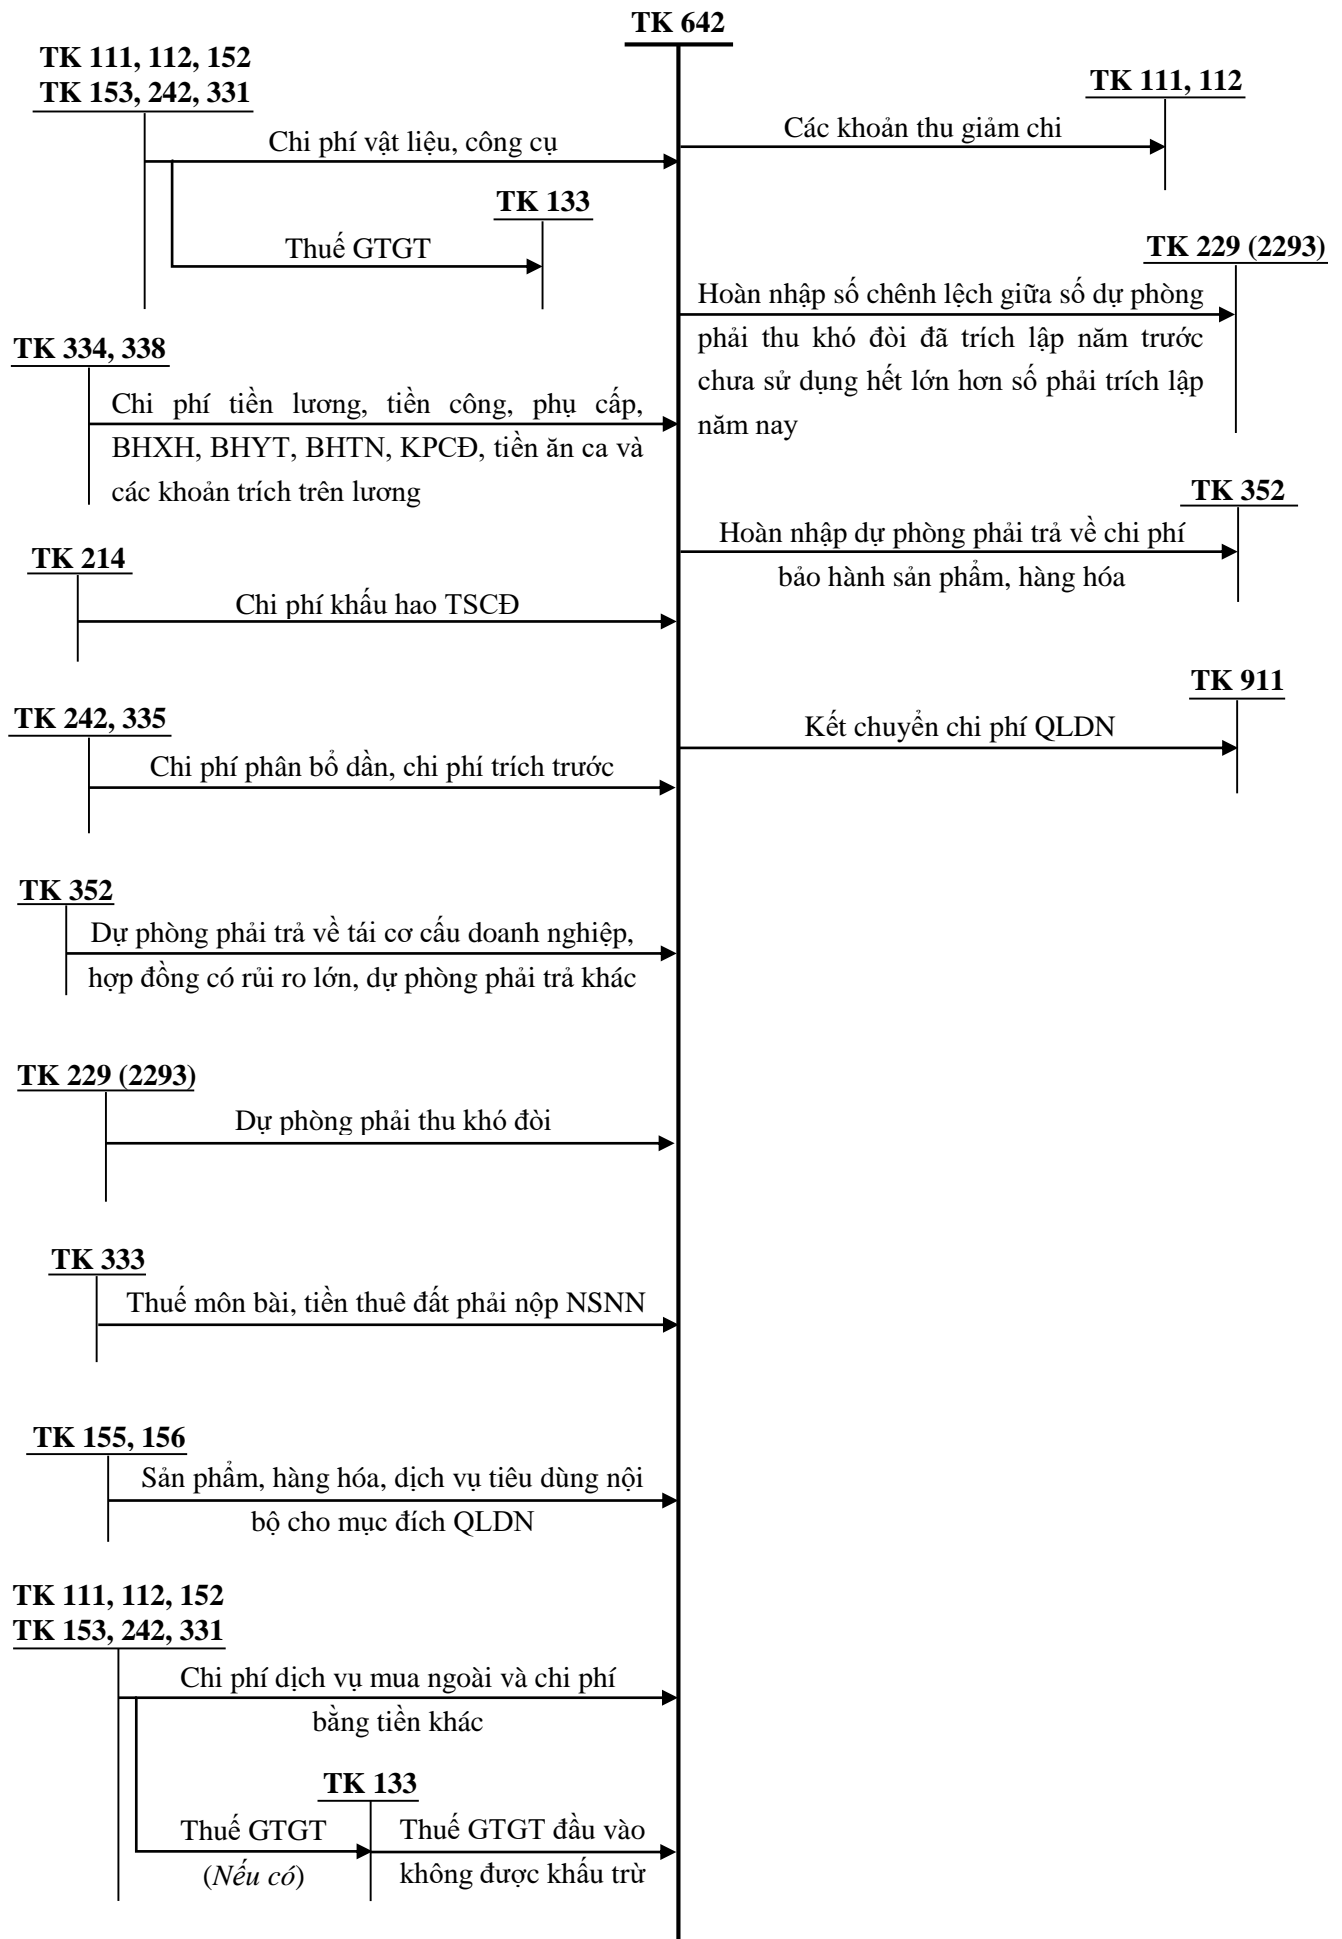 TK 642
TK 111, 112, 152
TK 153, 242, 331
Chi phí vật liệu, công cụ
TK 133
Thuế GTGT
TK 334, 338
Chi phí tiền lương, tiền công, phụ cấp,
BHXH, BHYT, BHTN, KPCĐ, tiền ăn ca và
các khoản trích trên lương
TK 214
Chi phí khấu hao TSCĐ
TK 242, 335
Chi phí phân bổ dần, chi phí trích trước
TK 352
Dự phòng phải trả về tái cơ cấu doanh nghiệp,
hợp đồng có rủi ro lớn, dự phòng phải trả khác
TK 229 (2293)
Dự phòng phải thu khó đòi
TK 333
Thuế môn bài, tiền thuê đất phải nộp NSNN
TK 155, 156
Sản phẩm, hàng hóa, dịch vụ tiêu dùng nội
bộ cho mục đích QLDN
TK 111, 112, 152
TK 153, 242, 331
Chi phí dịch vụ mua ngoài và chi phí
bằng tiền khác
TK 133
Thuế GTGT
(Nếu có)
Thuế GTGT đầu vào
không được khấu trừ
TK 111, 112
Các khoản thu giảm chi
TK 229 (2293)
Hoàn nhập số chênh lệch giữa số dự phòng
phải thu khó đòi đã trích lập năm trước
chưa sử dụng hết lớn hơn số phải trích lập
năm nay
TK 352
Hoàn nhập dự phòng phải trả về chi phí
bảo hành sản phẩm, hàng hóa
TK 911
Kết chuyển chi phí QLDN